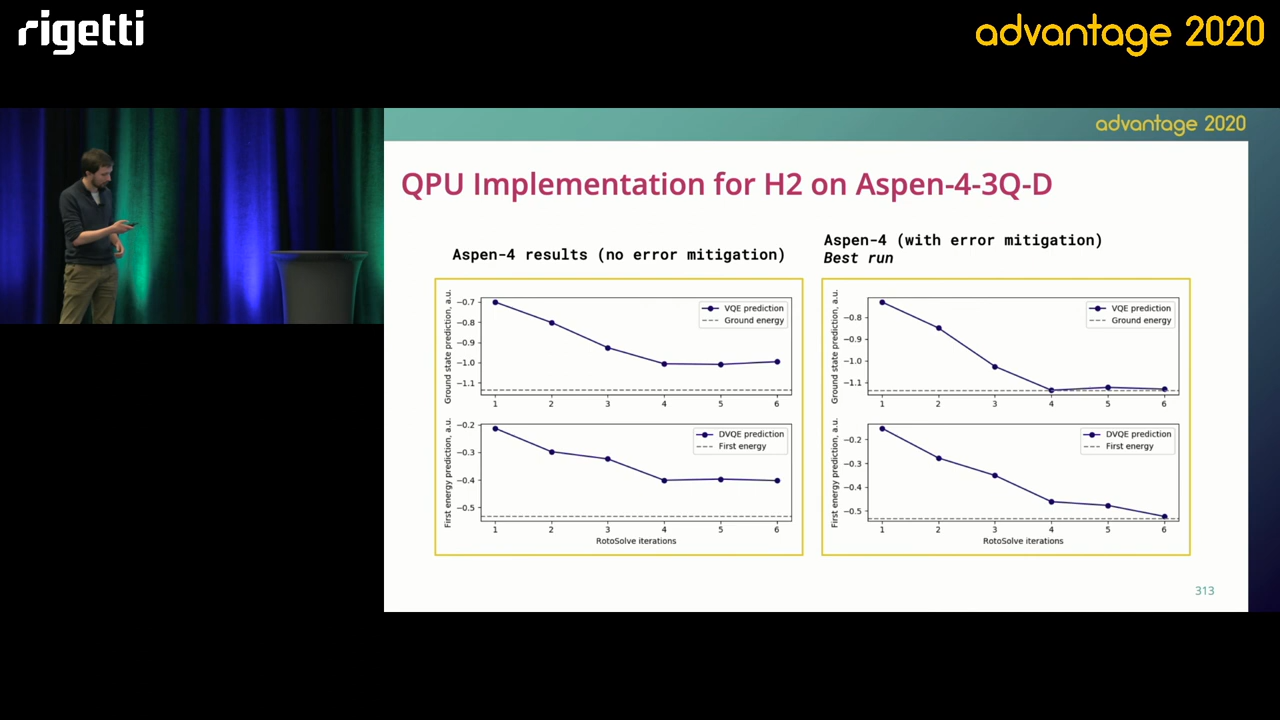 rigetti
advantage 2020
advantage 2020
QPU Implementation for H2 on Aspen-4-3Q-D
Aspen-4 results (no error mitigation)
Ground state prediction, a.u.
−0.7
−0.8
−0.9
−1.0
−1.1
VQE prediction
Ground energy
1 2 3 4 5 6
First energy prediction, a.u.
−0.2
−0.3
−0.4
−0.5
DVQE prediction
First energy
1 2 3 4 5 6
RotoSolve iterations
Aspen-4 (with error mitigation)
Best run
Ground state prediction, a.u.
−0.8
−0.9
−1.0
−1.1
VQE prediction
Ground energy
1 2 3 4 5 6
First energy prediction, a.u.
−0.2
−0.3
−0.4
−0.5
DVQE prediction
First energy
1 2 3 4 5 6
RotoSolve iterations
313